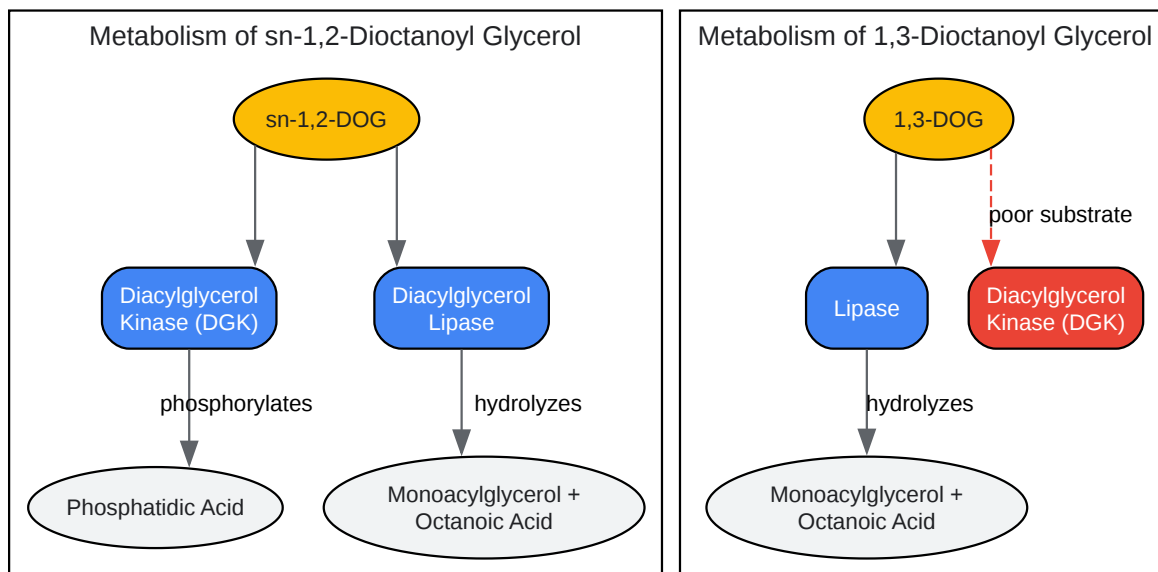 Metabolism of sn-1,2-Dioctanoyl Glycerol
sn-1,2-DOG
Diacylglycerol
Kinase (DGK)
Diacylglycerol
Lipase
phosphorylates
hydrolyzes
Phosphatidic Acid
Monoacylglycerol +
Octanoic Acid
Metabolism of 1,3-Dioctanoyl Glycerol
1,3-DOG
poor substrate
Lipase
Diacylglycerol
Kinase (DGK)
hydrolyzes
Monoacylglycerol +
Octanoic Acid